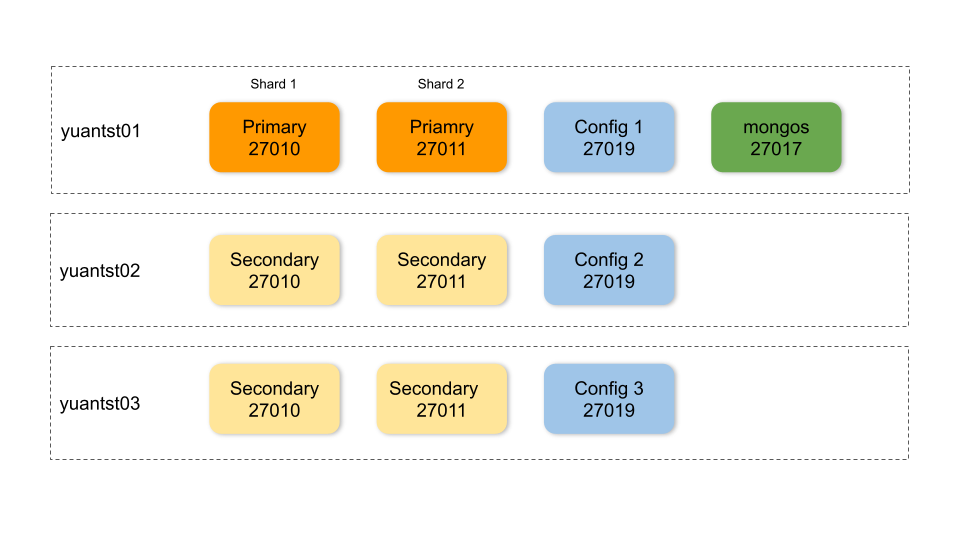 Shard 1
Shard 2
yuantst01
Primary
27010
Priamry
27011
Config 1
27019
mongos
27017
yuantst02
Secondary
27010
Secondary
27011
Config 2
27019
yuantst03
Secondary
27010
Secondary
27011
Config 3
27019